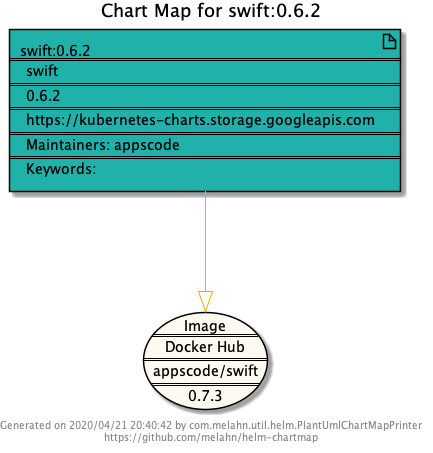 Chart Map for swift:0.6.2
swift:0.6.2
swift
0.6.2
https://kubernetes-charts.storage.googleapis.com
Maintainers: appscode
Keywords:
Image
Docker Hub
appscode/swift
0.7.3
Generated on 2020/04/21 20:40:42 by com.melahn.util.helm.PlantUmlChartMapPrinter
https://github.com/melahn/helm-chartmap